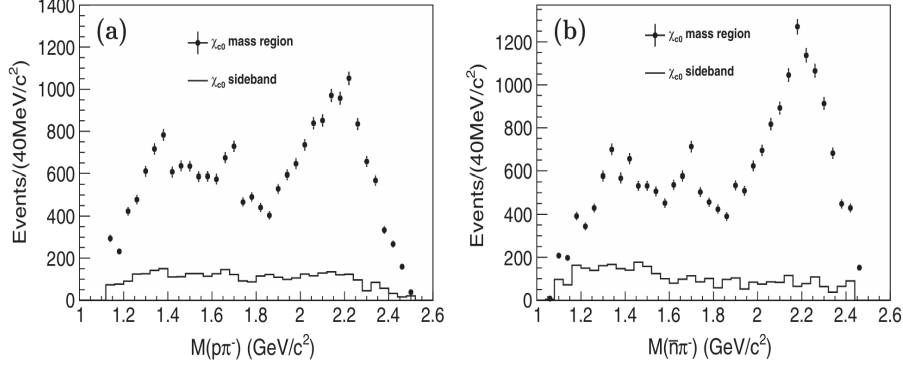 (a)
χc0 mass region
χc0 sideband
Events/(40MeV/c²)
1400
1200
1000
800
600
400
200
0
1 1.2 1.4 1.6 1.8 2 2.2 2.4 2.6
M(pπ⁻) (GeV/c²)
(b)
χc0 mass region
χc0 sideband
Events/(40MeV/c²)
1200
1000
800
600
400
200
0
1 1.2 1.4 1.6 1.8 2 2.2 2.4 2.6
M(n̅π⁻) (GeV/c²)